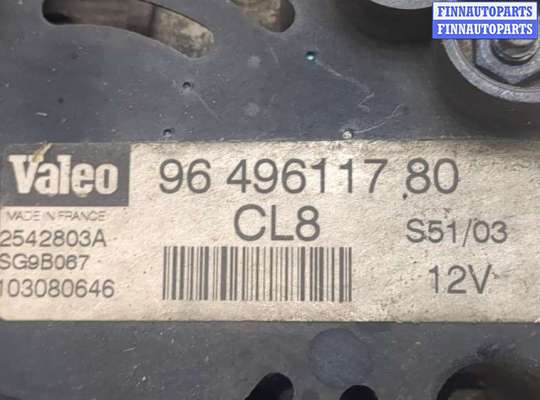 FINNAUTOPARTS
FINNAUTOPARTS
Valeo
96 496117 80
MADE IN FRANCE
CL8
S51/03
2542803A
SG9B067
103080646
12V